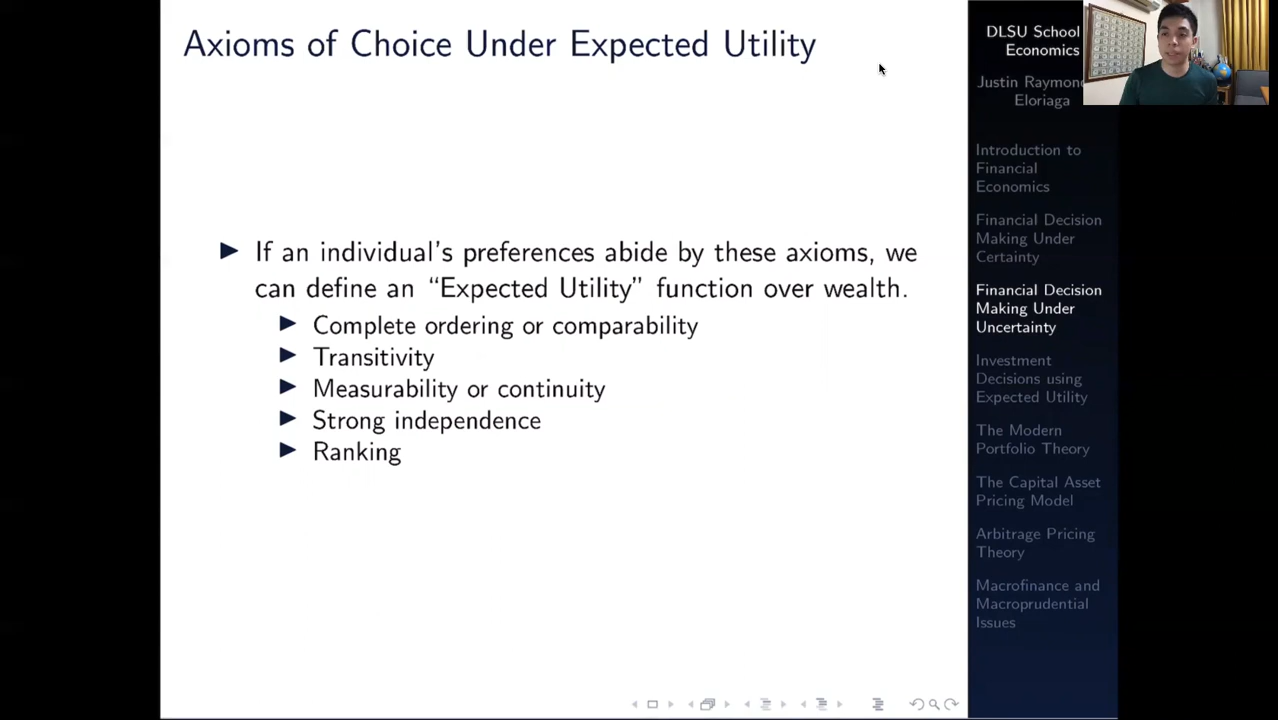 Axioms of Choice Under Expected Utility
If an individual's preferences abide by these axioms, we
can define an “Expected Utility” function over wealth.
Complete ordering or comparability
Transitivity
Measurability or continuity
Strong independence
Ranking
DLSU School
Economics
Justin Raymon
Eloriaga
Introduction to
Financial
Economics
Financial Decision
Making Under
Certainty
Financial Decision
Making Under
Uncertainty
Investment
Decisions using
Expected Utility
The Modern
Portfolio Theory
The Capital Asset
Pricing Model
Arbitrage Pricing
Theory
Macrofinance and
Macroprudential
Issues